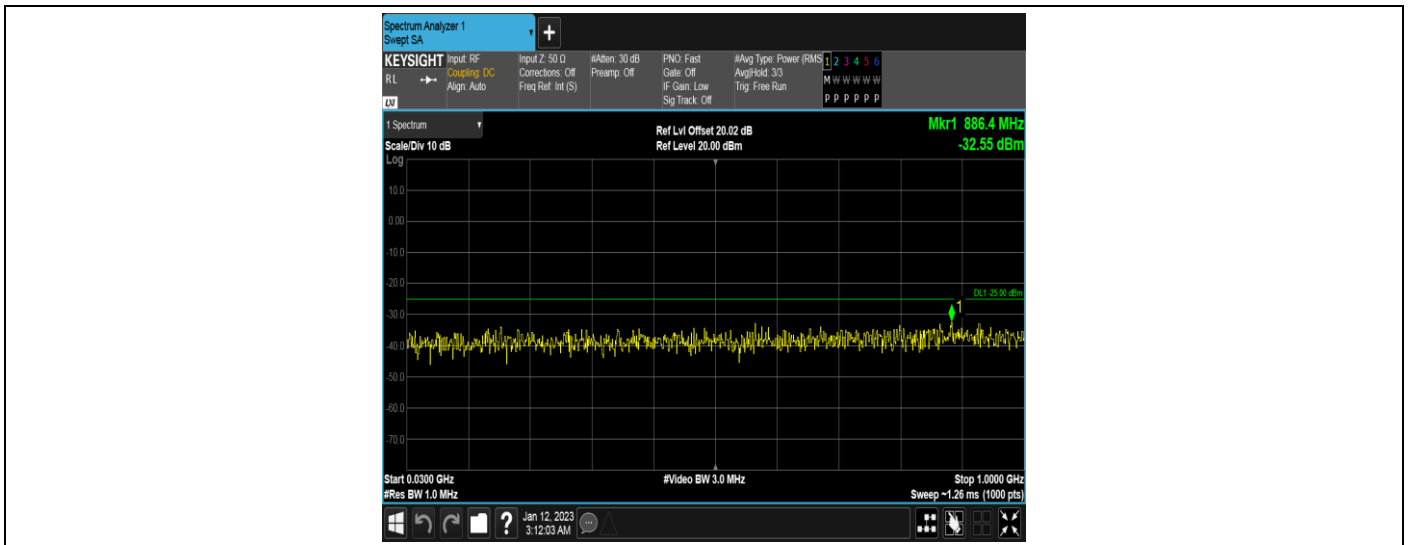 Spectrum Analyzer 1
Swept SA
+
KEYSIGHT
RL
LXI
Input: RF
Coupling: DC
Align: Auto
Input Z: 50 Ω
Corrections: Off
Freq Ref: Int (S)
#Atten: 30 dB
Preamp: Off
PNO: Fast
Gate: Off
IF Gain: Low
Sig Track: Off
#Avg Type: Power (RMS
Avg|Hold: 3/3
Trig: Free Run
1 2 3 4 5 6
M W W W W W
P P P P P P
1 Spectrum
Scale/Div 10 dB
Log
Ref Lvl Offset 20.02 dB
Ref Level 20.00 dBm
Mkr1 886.4 MHz
-32.55 dBm
10.0
0.00
-10.0
-20.0
DL1 -25.00 dBm
1
-30.0
-40.0
-50.0
-60.0
-70.0
Start 0.0300 GHz
#Res BW 1.0 MHz
#Video BW 3.0 MHz
Stop 1.0000 GHz
Sweep ~1.26 ms (1000 pts)
?
Jan 12, 2023
3:12:03 AM